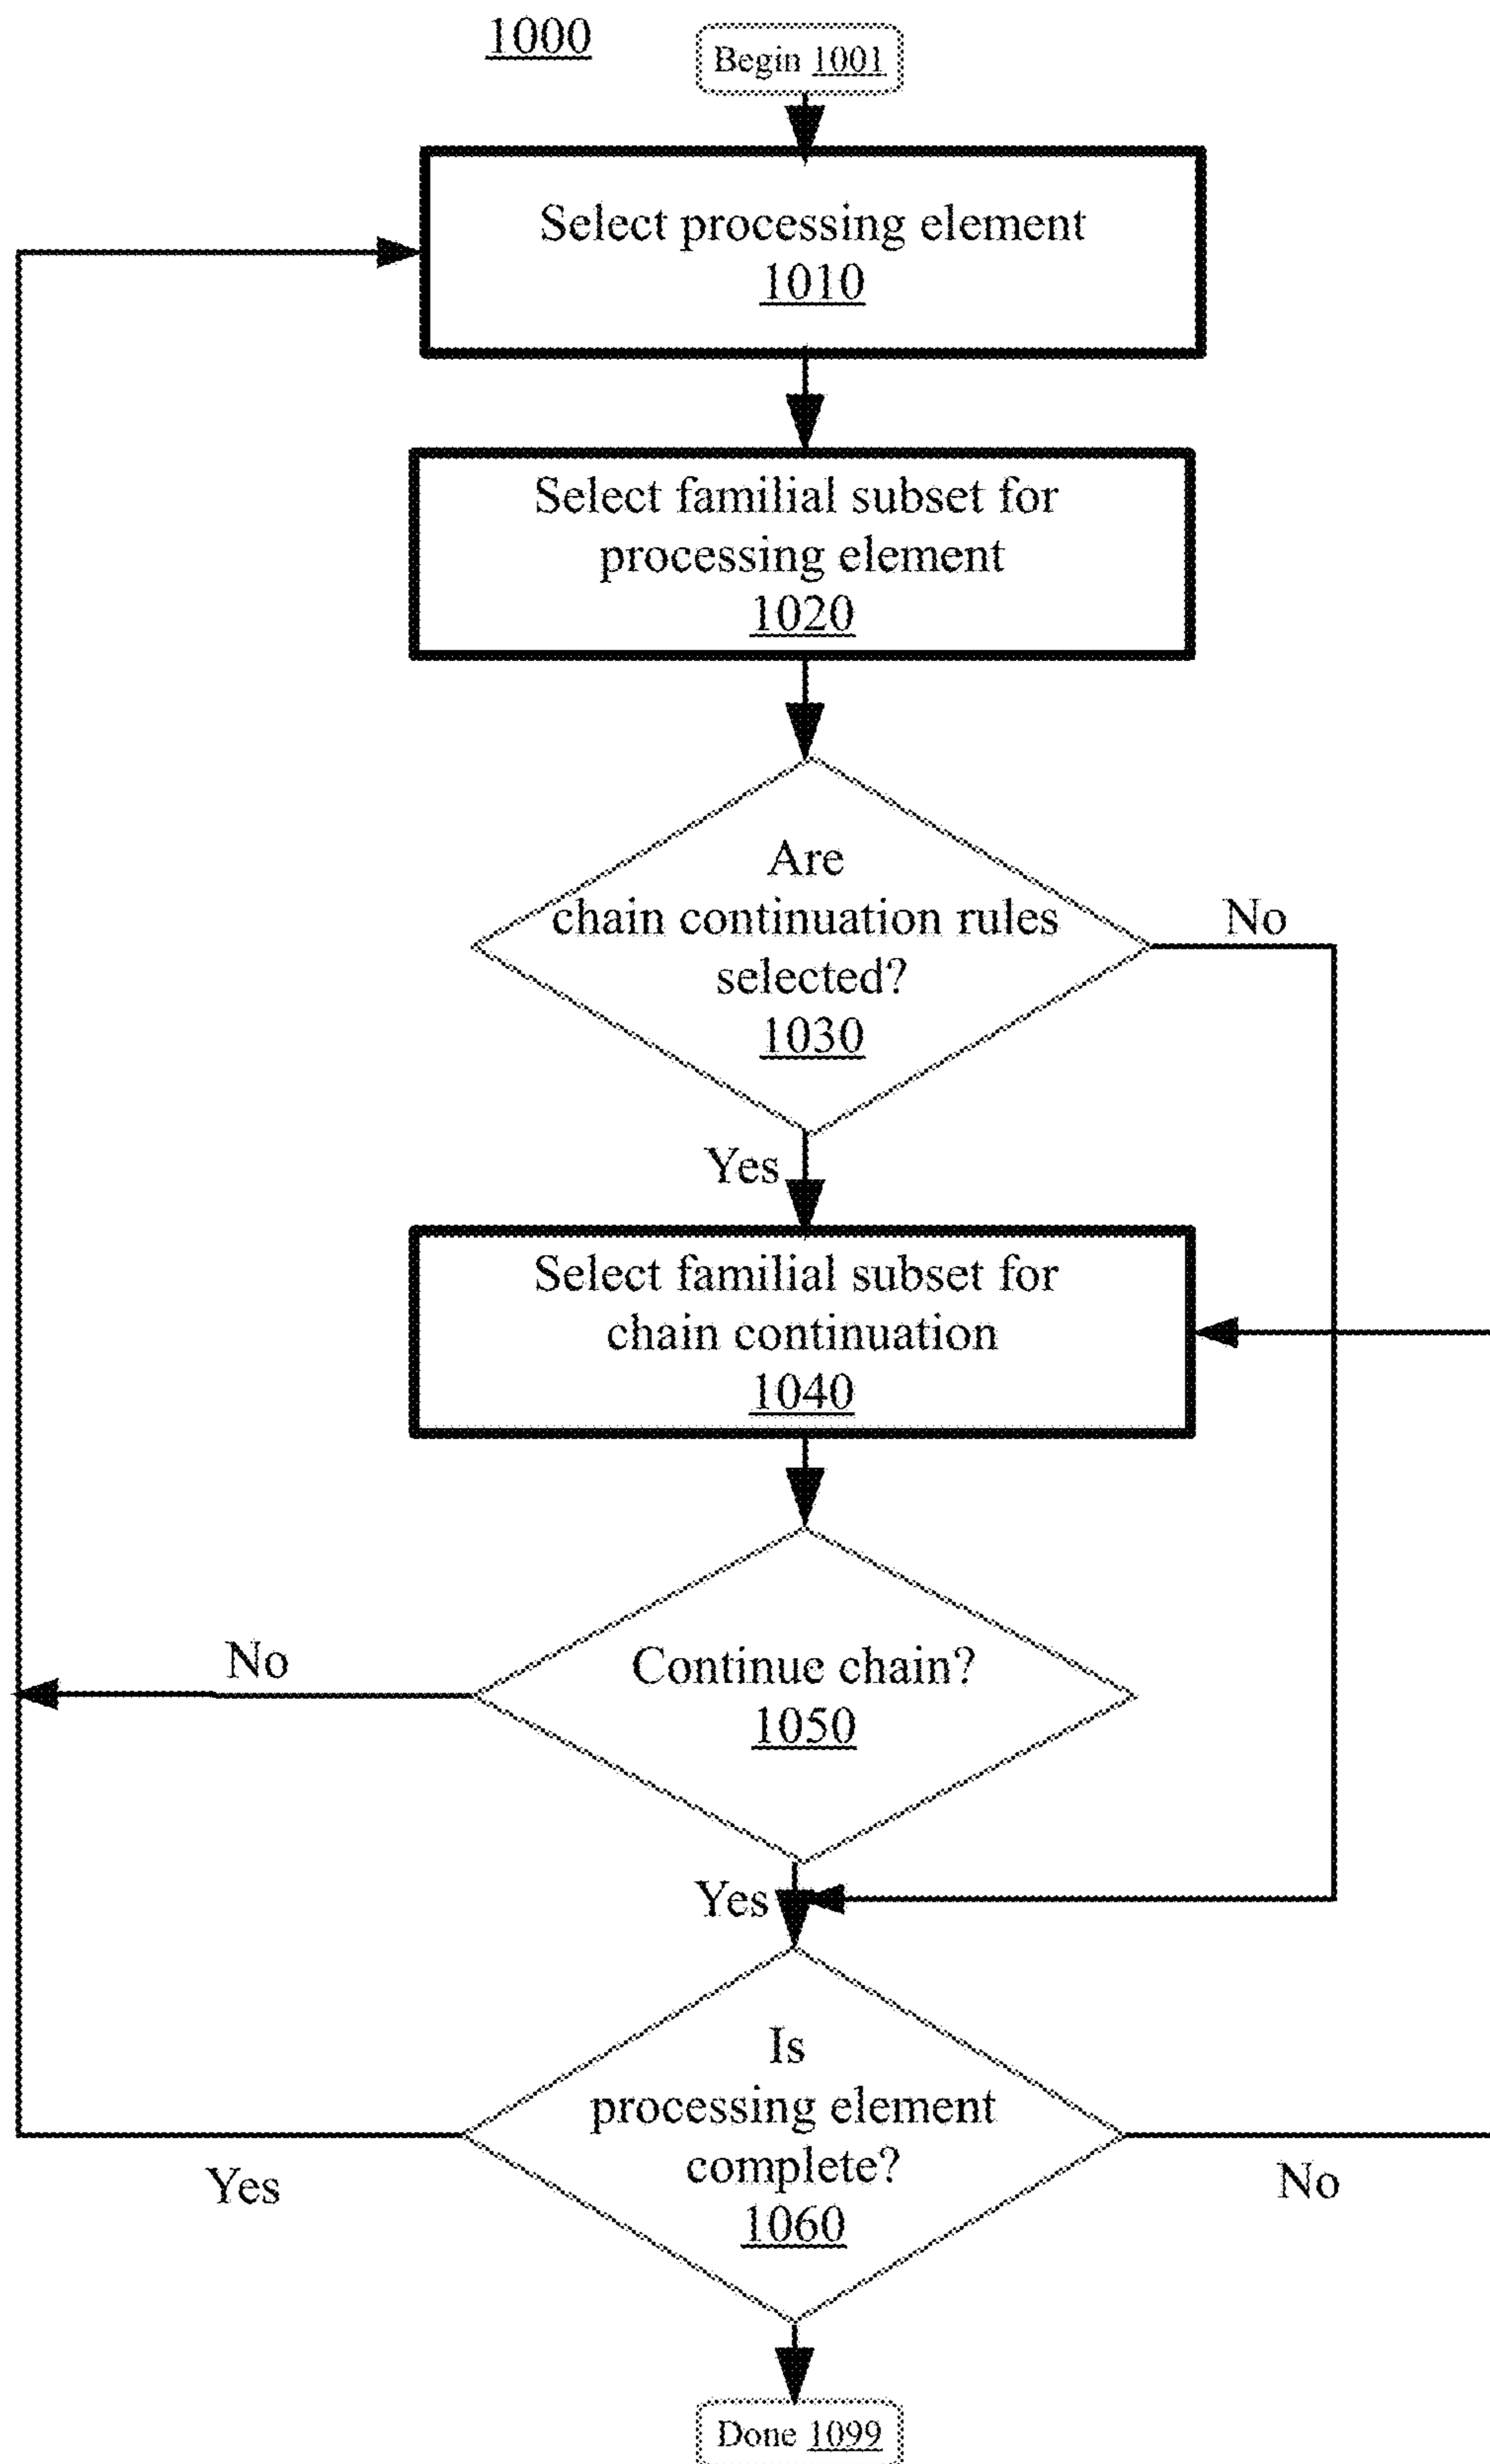 1000
Begin 1001
Select processing element
1010
Select familial subset for
processing element
1020
Are
chain continuation rules
selected?
1030
No
Yes
Select familial subset for
chain continuation
1040
Continue chain?
1050
No
Yes
Is
processing element
complete?
1060
Yes
No
Done 1099